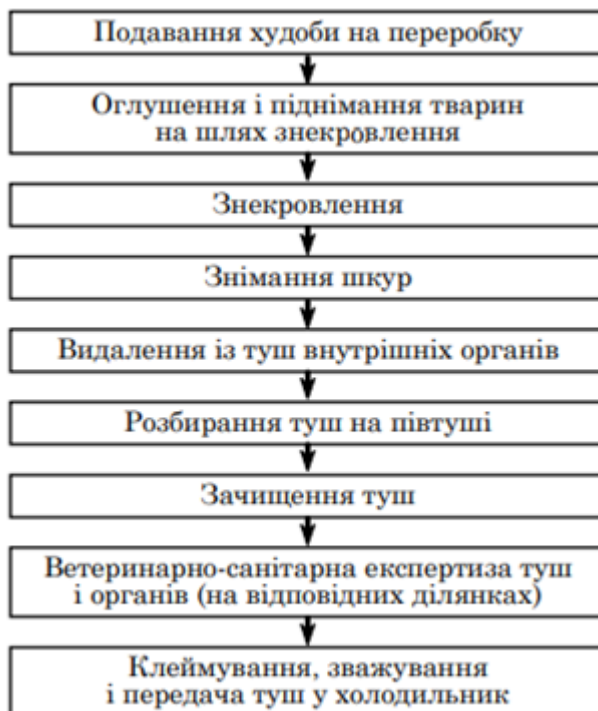 Подавання худоби на переробку
Оглушення і піднімання тварин
на шлях знекровлення
Знекровлення
Знімання шкур
Видалення із туш внутрішніх органів
Розбирання туш на півтуші
Зачищення туш
Ветеринарно-санітарна експертиза туш
і органів (на відповідних ділянках)
Клеймування, зважування
і передача туш у холодильник